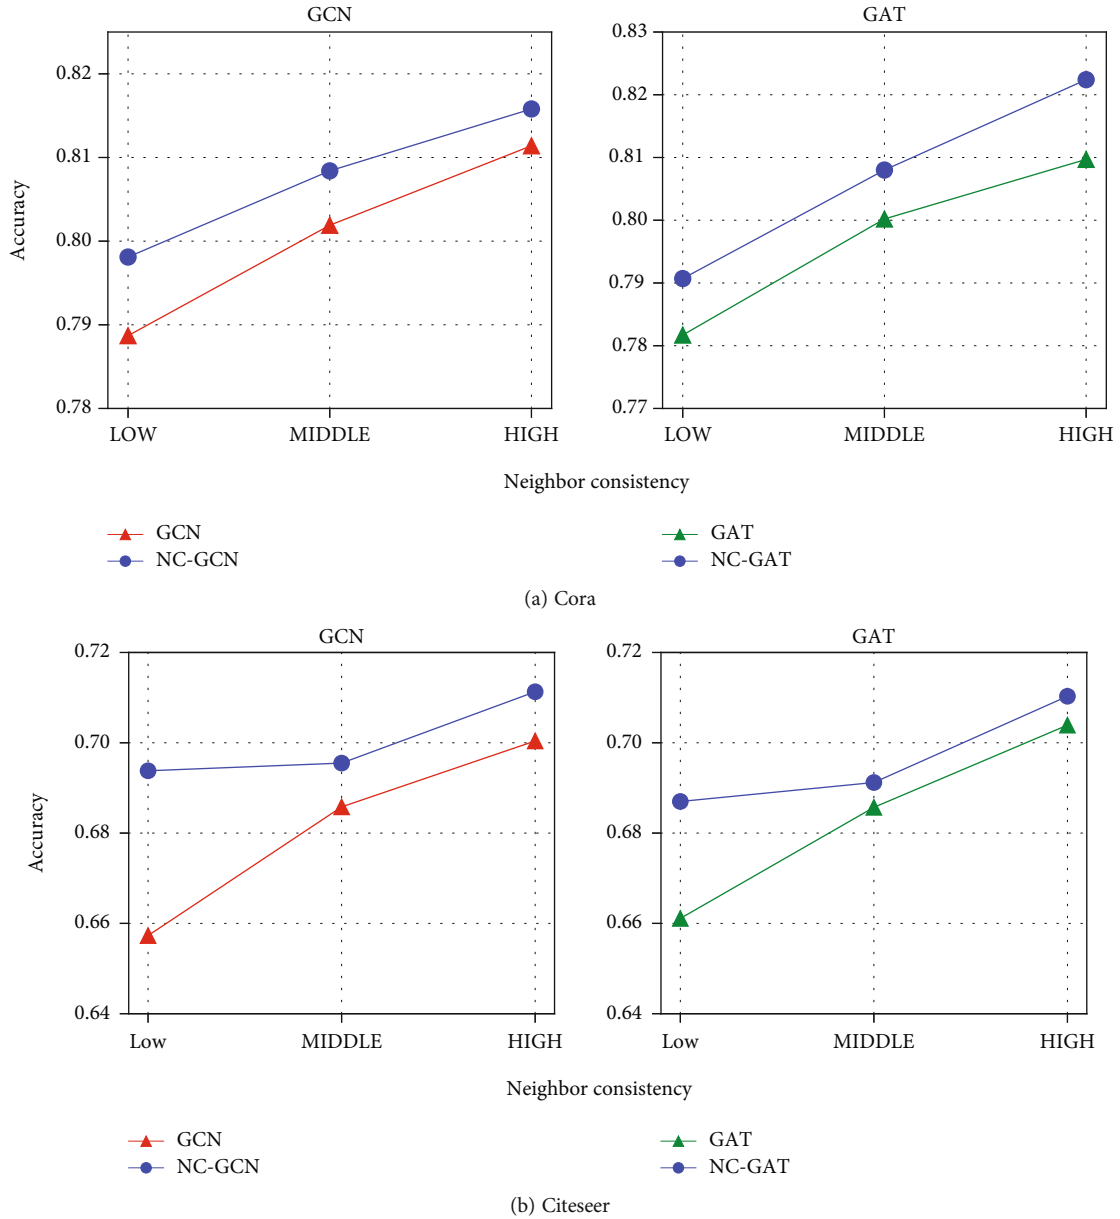 GCN
0.82
0.81
0.80
0.79
0.78
Accuracy
LOW MIDDLE HIGH
GAT
0.83
0.82
0.81
0.80
0.79
0.78
0.77
LOW MIDDLE HIGH
Neighbor consistency
GCN
NC-GCN
GAT
NC-GAT
(a) Cora
GCN
0.72
0.70
0.68
0.66
0.64
Accuracy
Low MIDDLE HIGH
GAT
0.72
0.70
0.68
0.66
0.64
Low MIDDLE HIGH
Neighbor consistency
GCN
NC-GCN
GAT
NC-GAT
(b) Citeseer